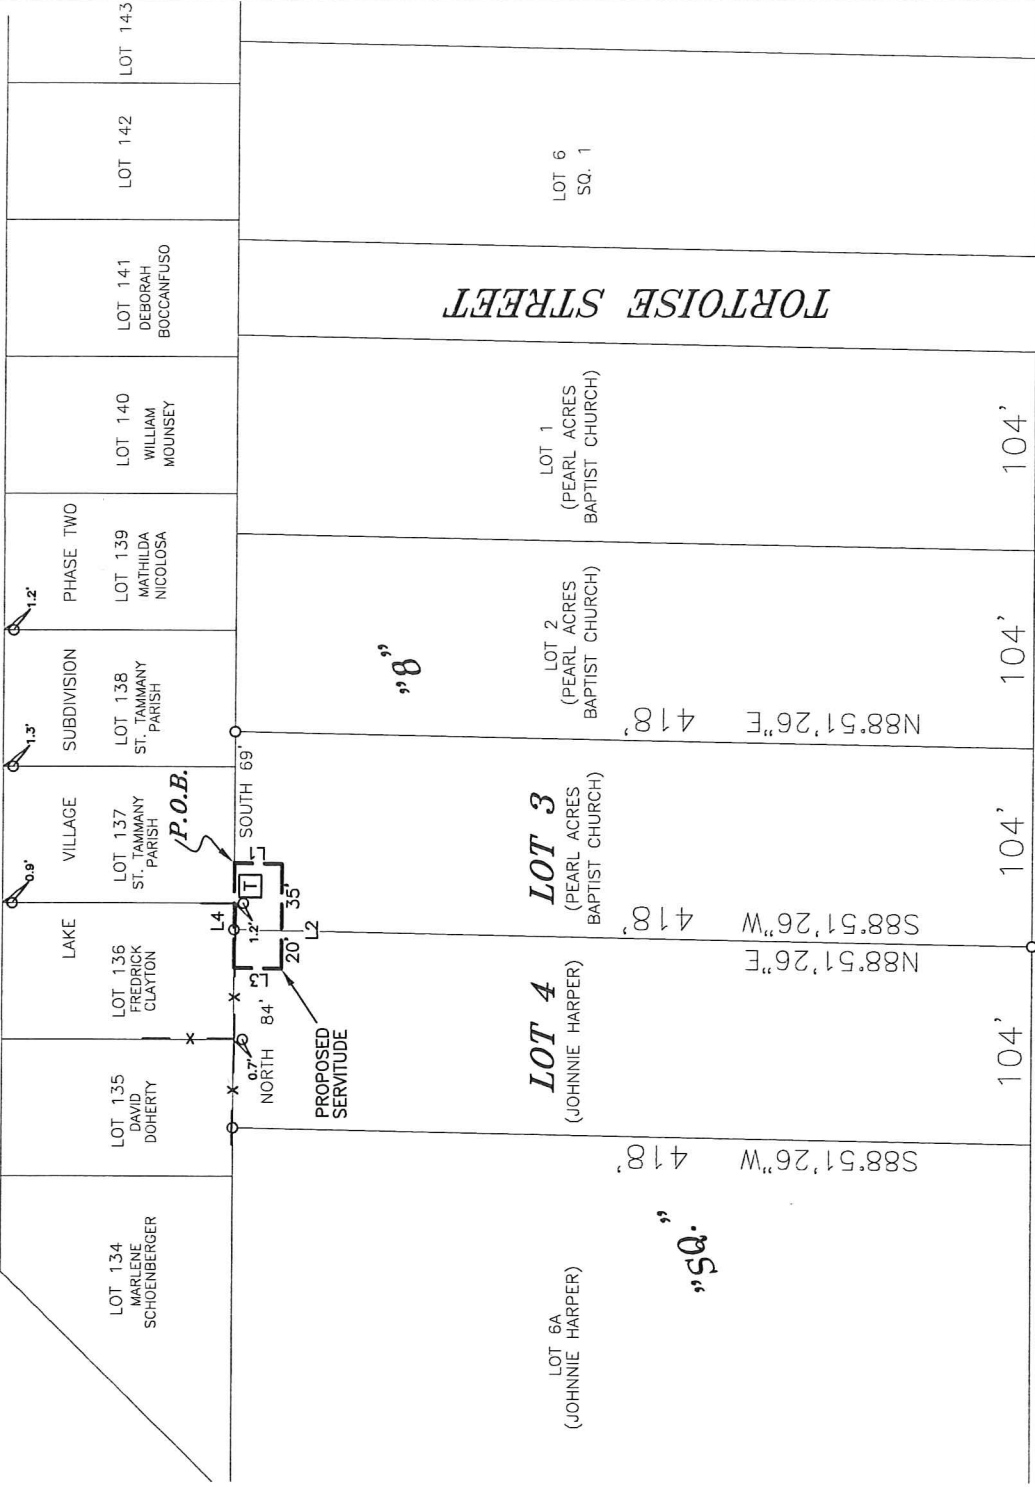 LOT 134
MARLENE
SCHOENBERGER
LOT 135
DAVID
DOHERTY
LOT 136
FREDRICK
CLAYTON
LOT 137
ST. TAMMANY
PARISH
LOT 138
ST. TAMMANY
PARISH
LOT 139
MATHILDA
NICOLOSA
LOT 140
WILLIAM
MOUNSEY
LOT 141
DEBORAH
BOCCANFUSO
LOT 142
LOT 143
LAKE VILLAGE SUBDIVISION PHASE TWO
0.9'
1.3'
1.2'
P.O.B.
NORTH 84'
0.7'
SOUTH 69'
L4
T
1.2'
L1
L3
20'
35'
L2
PROPOSED
SERVITUDE
"8"
"SQ."
LOT 6A
(JOHNNIE HARPER)
LOT 4
(JOHNNIE HARPER)
LOT 3
(PEARL ACRES
BAPTIST CHURCH)
LOT 2
(PEARL ACRES
BAPTIST CHURCH)
LOT 1
(PEARL ACRES
BAPTIST CHURCH)
TORTOISE STREET
LOT 6
SQ. 1
S88°51'26"W 418'
N88°51'26"E
S88°51'26"W 418'
N88°51'26"E 418'
104'
104'
104'
104'